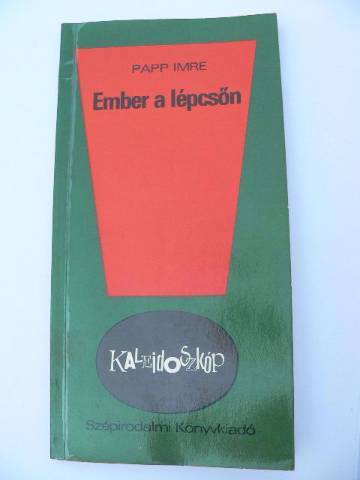 PAPP IMRE
Ember a lépcsőn
KALEIdOSZKÓP
Szépirodalmi Könyvkiadó